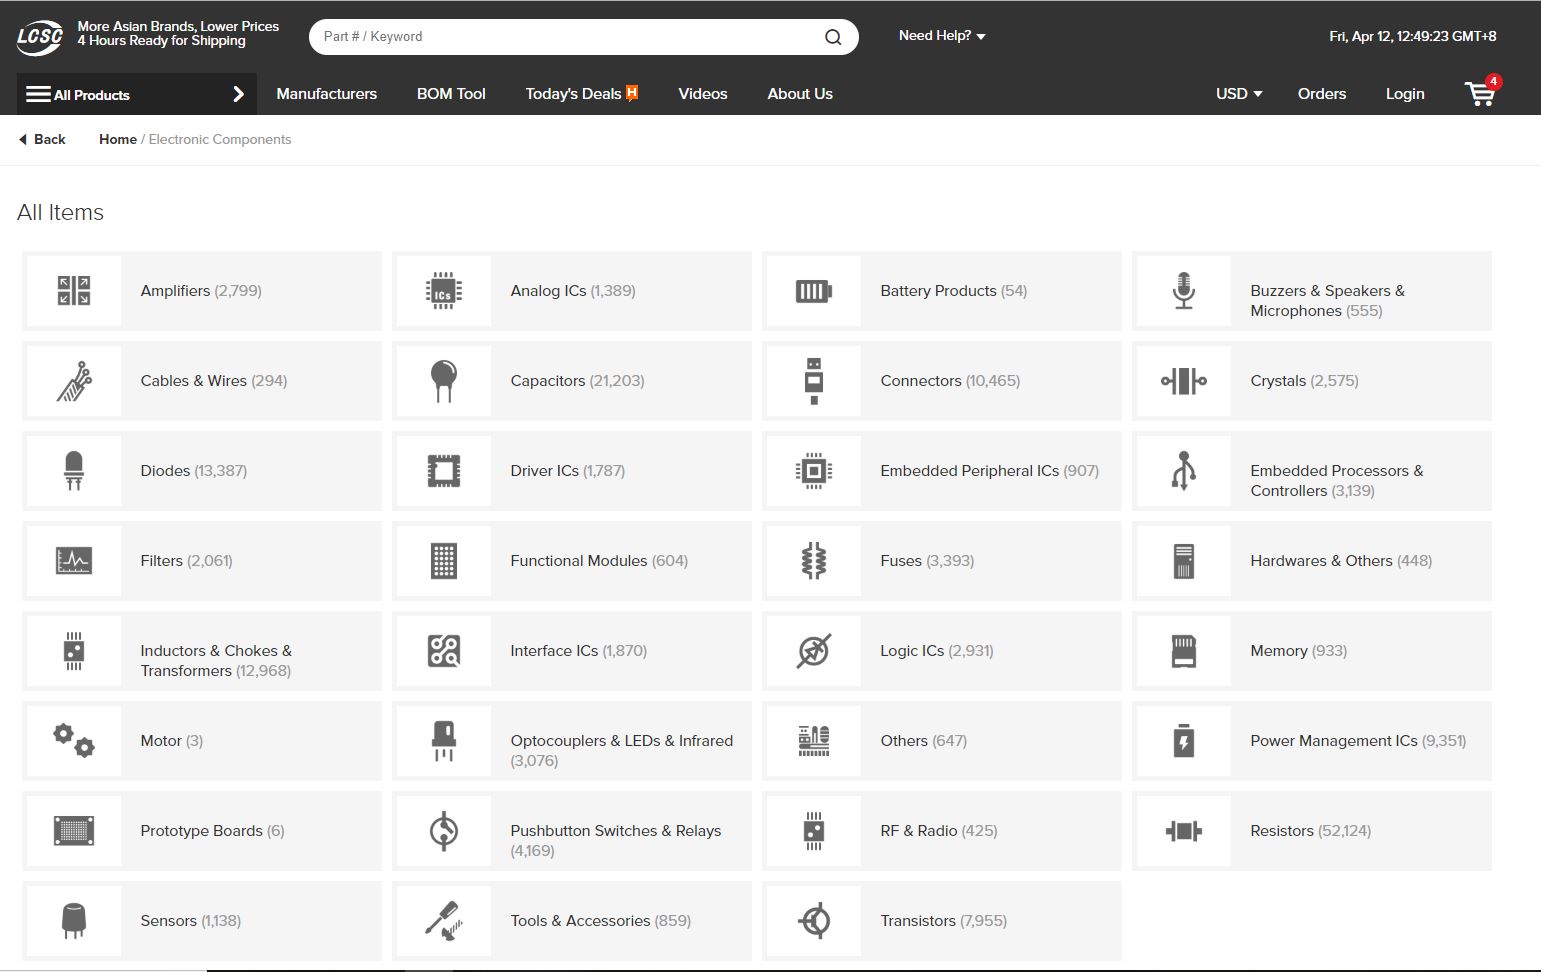 LCSC
More Asian Brands, Lower Prices
4 Hours Ready for Shipping
Part # / Keyword
Need Help?
Fri, Apr 12, 12:49:23 GMT+8
All Products
Manufacturers
BOM Tool
Today's Deals H
Videos
About Us
USD
Orders
Login
4
Back
Home / Electronic Components
All Items
Amplifiers (2,799)
ICs
Analog ICs (1,389)
Battery Products (54)
Buzzers & Speakers &
Microphones (555)
Cables & Wires (294)
Capacitors (21,203)
Connectors (10,465)
Crystals (2,575)
Diodes (13,387)
Driver ICs (1,787)
Embedded Peripheral ICs (907)
Embedded Processors &
Controllers (3,139)
Filters (2,061)
Functional Modules (604)
Fuses (3,393)
Hardwares & Others (448)
Inductors & Chokes &
Transformers (12,968)
Interface ICs (1,870)
Logic ICs (2,931)
Memory (933)
Motor (3)
Optocouplers & LEDs & Infrared
(3,076)
Others (647)
Power Management ICs (9,351)
Prototype Boards (6)
Pushbutton Switches & Relays
(4,169)
RF & Radio (425)
Resistors (52,124)
Sensors (1,138)
Tools & Accessories (859)
Transistors (7,955)